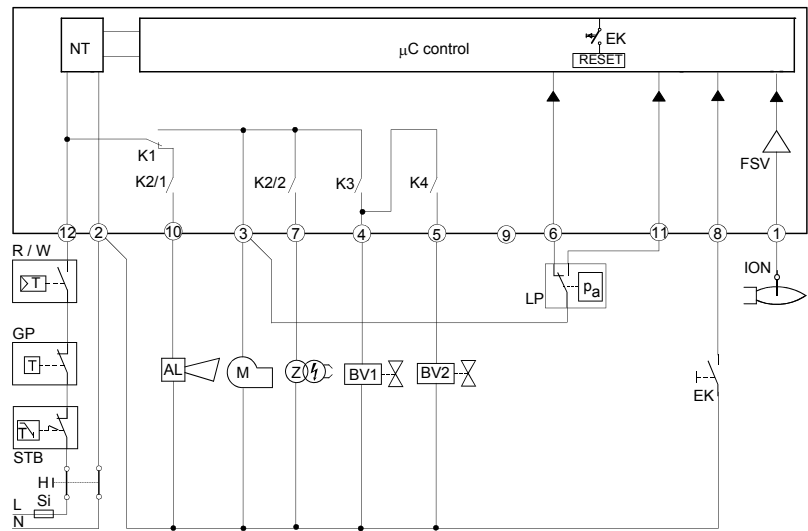 NT
µC control
EK
RESET
K1
K2/1
K2/2
K3
K4
FSV
12
2
10
3
7
4
5
9
6
11
8
1
R / W
T
GP
T
STB
T
LP
pa
ION
AL
M
Z
BV1
BV2
EK
H
L
Si
N